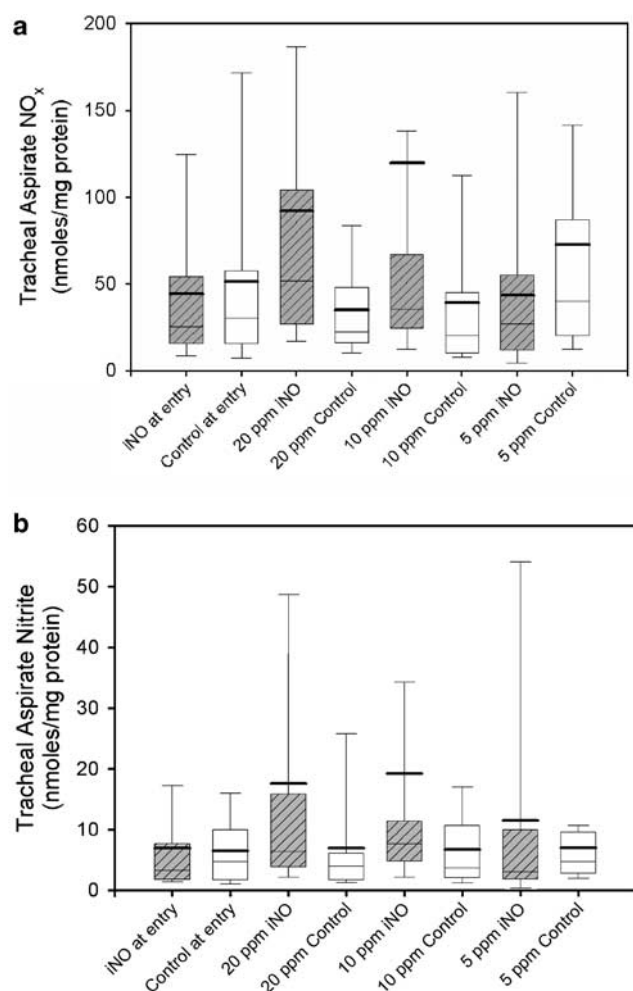 a
200
150
100
50
0
Tracheal Aspirate NOx
(nmoles/mg protein)
iNO at entry
Control at entry
20 ppm iNO
20 ppm Control
10 ppm iNO
10 ppm Control
5 ppm iNO
5 ppm Control
b
60
50
40
30
20
10
0
Tracheal Aspirate Nitrite
(nmoles/mg protein)
iNO at entry
Control at entry
20 ppm iNO
20 ppm Control
10 ppm iNO
10 ppm Control
5 ppm iNO
5 ppm Control